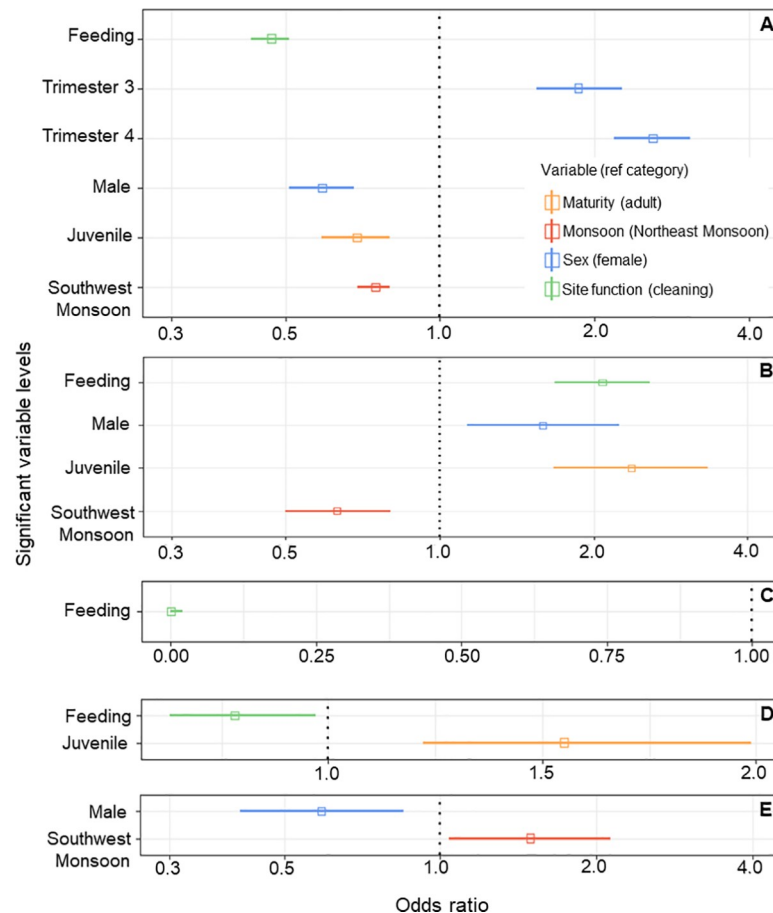 A
Feeding
Trimester 3
Trimester 4
Male
Juvenile
Southwest
Monsoon
Variable (ref category)
Maturity (adult)
Monsoon (Northeast Monsoon)
Sex (female)
Site function (cleaning)
0.3 0.5 1.0 2.0 4.0
Significant variable levels
B
Feeding
Male
Juvenile
Southwest
Monsoon
0.3 0.5 1.0 2.0 4.0
C
Feeding
0.00 0.25 0.50 0.75 1.00
D
Feeding
Juvenile
1.0 1.5 2.0
E
Male
Southwest
Monsoon
0.3 0.5 1.0 2.0 4.0
Odds ratio